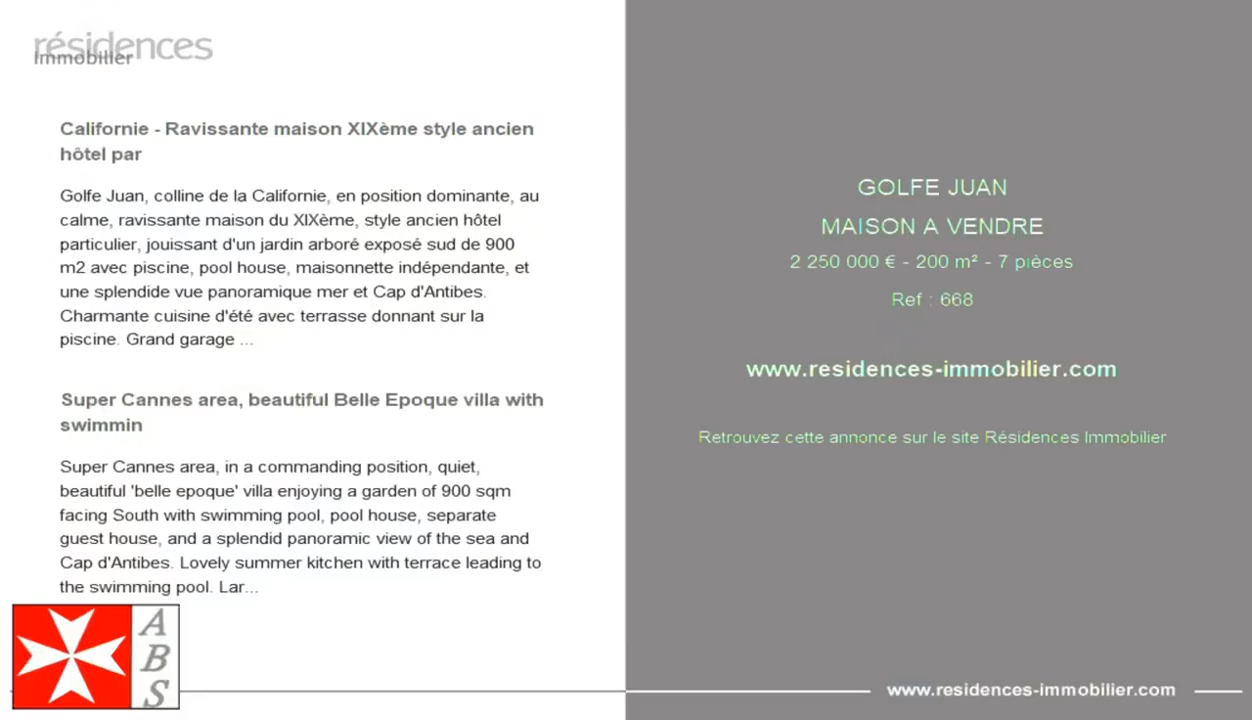 résidences
Immobilier
Californie - Ravissante maison XIXème style ancien
hôtel par
Golfe Juan, colline de la Californie, en position dominante, au
calme, ravissante maison du XIXème, style ancien hôtel
particulier, jouissant d'un jardin arboré exposé sud de 900
m2 avec piscine, pool house, maisonnette indépendante, et
une splendide vue panoramique mer et Cap d'Antibes.
Charmante cuisine d'été avec terrasse donnant sur la
piscine. Grand garage ...
Super Cannes area, beautiful Belle Epoque villa with
swimmin
Super Cannes area, in a commanding position, quiet,
beautiful 'belle epoque' villa enjoying a garden of 900 sqm
facing South with swimming pool, pool house, separate
guest house, and a splendid panoramic view of the sea and
Cap d'Antibes. Lovely summer kitchen with terrace leading to
the swimming pool. Lar...
A
B
S
GOLFE JUAN
MAISON A VENDRE
2 250 000 € - 200 m² - 7 pièces
Ref : 668
www.residences-immobilier.com
Retrouvez cette annonce sur le site Résidences Immobilier
www.residences-immobilier.com